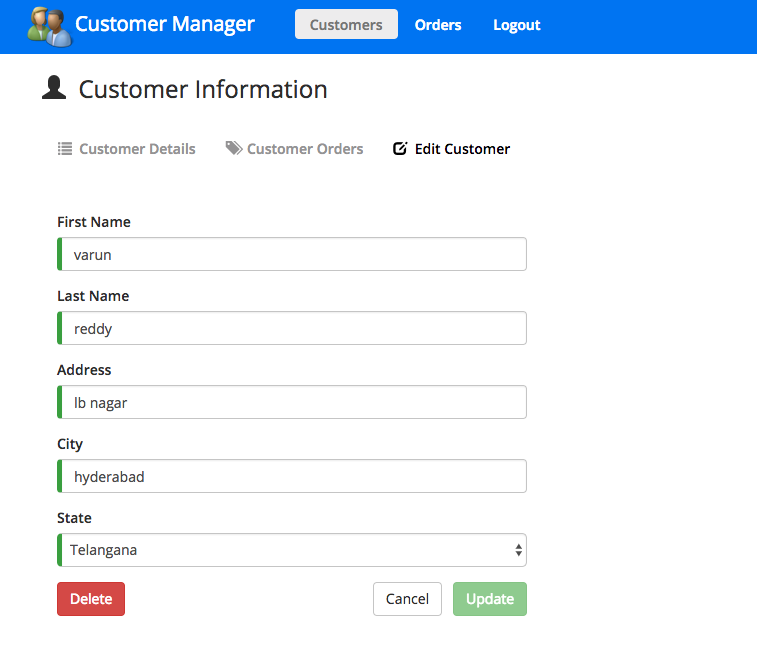 Customer Manager Customers Orders Logout
Customer Information
Customer Details Customer Orders Edit Customer
First Name
varun
Last Name
reddy
Address
lb nagar
City
hyderabad
State
Telangana
Delete Cancel Update